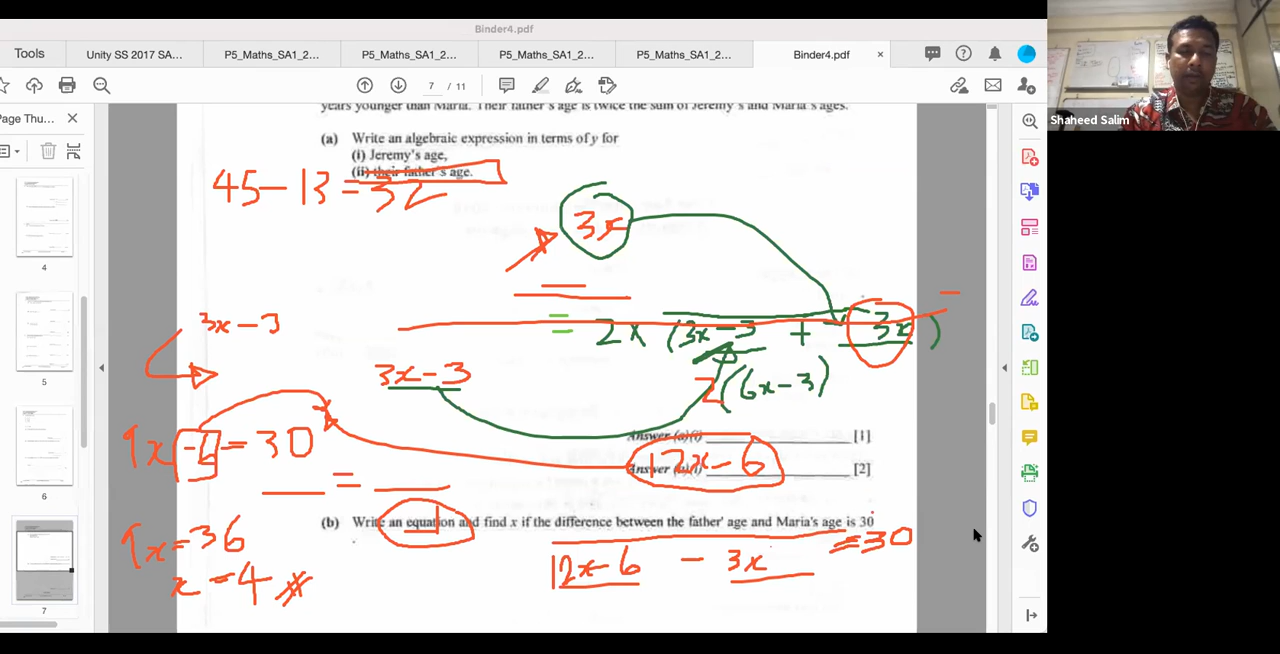 Binder4.pdf
Tools
Unity SS 2017 SA...
P5_Maths_SA1_2...
P5_Maths_SA1_2...
P5_Maths_SA1_2...
P5_Maths_SA1_2...
Binder4.pdf ×
7 / 11
Page Thu...
4
5
6
7
Shaheed Salim
years younger than Maria. Their father's age is twice the sum of Jeremy's and Maria's ages.
(a) Write an algebraic expression in terms of y for
(i) Jeremy's age,
(ii) their father's age.
45 - 13 = 32
3x
3x - 3
= 2 x (3x - 3 + 3x)
3x - 3
2(6x - 3)
9x - 6 = 30
Answer (a)(i) [1]
12x - 6
Answer (a)(i) [2]
(b) Write an equation and find x if the difference between the father' age and Maria's age is 30
9x = 36
12x - 6 - 3x = 30
x = 4